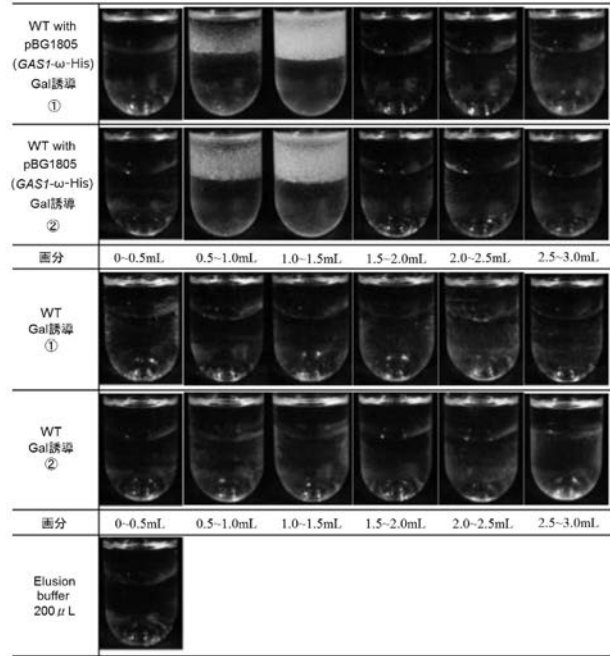 WT with
pBG1805
(GAS1-ω-His)
Gal誘導
①
WT with
pBG1805
(GAS1-ω-His)
Gal誘導
②
画分 0~0.5mL 0.5~1.0mL 1.0~1.5mL 1.5~2.0mL 2.0~2.5mL 2.5~3.0mL
WT
Gal誘導
①
WT
Gal誘導
②
画分 0~0.5mL 0.5~1.0mL 1.0~1.5mL 1.5~2.0mL 2.0~2.5mL 2.5~3.0mL
Elusion
buffer
200μL